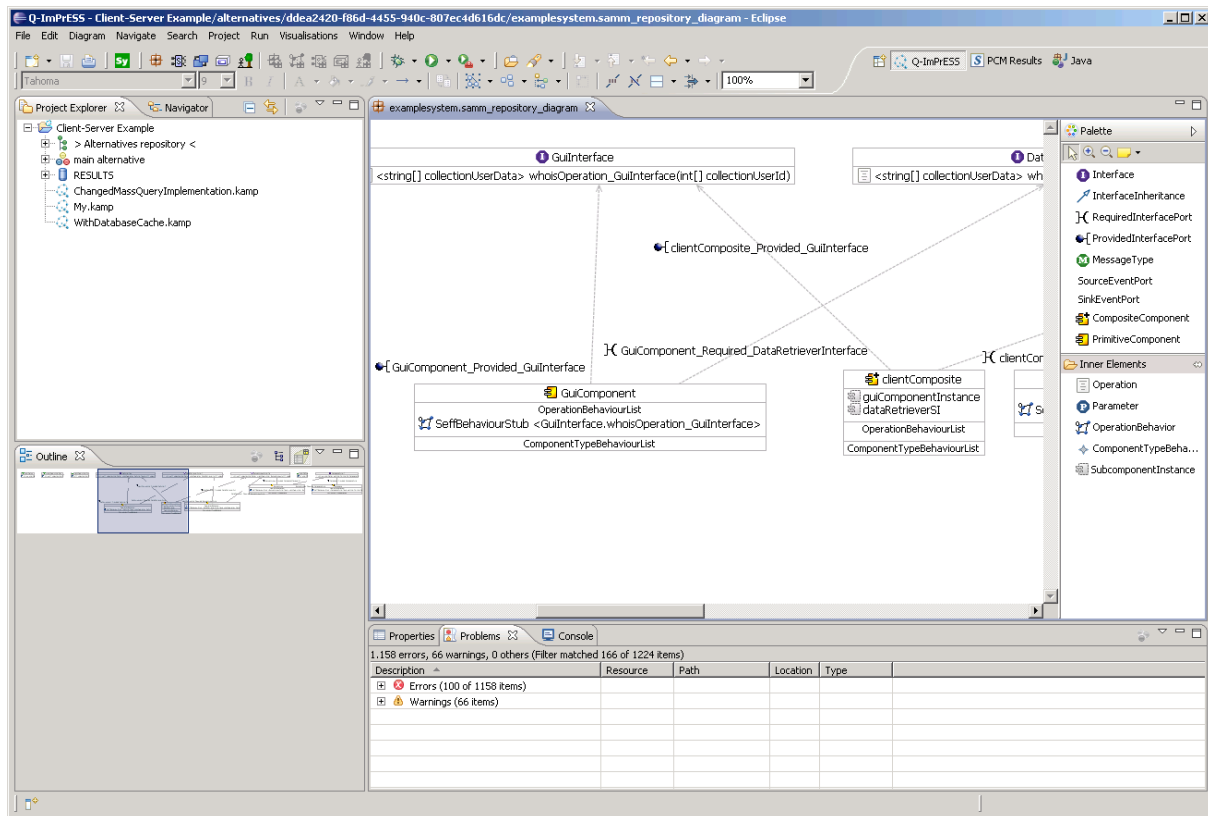 Q-ImPrESS - Client-Server Example/alternatives/ddea2420-f86d-4455-940c-807ec4d616dc/examplesystem.samm_repository_diagram - Eclipse
File Edit Diagram Navigate Search Project Run Visualisations Window Help
Sy
Q-ImPrESS PCM Results Java
Tahoma 9 B I A 100%
Project Explorer Navigator
Client-Server Example
> Alternatives repository <
main alternative
RESULTS
ChangedMassQueryImplementation.kamp
My.kamp
WithDatabaseCache.kamp
Outline
examplesystem.samm_repository_diagram
GuiInterface
<string[] collectionUserData> whoisOperation_GuiInterface(int[] collectionUserId)
Dat
<string[] collectionUserData> wh
clientComposite_Provided_GuiInterface
GuiComponent_Required_DataRetrieverInterface
clientCor
GuiComponent_Provided_GuiInterface
GuiComponent
OperationBehaviourList
SeffBehaviourStub <GuiInterface.whoisOperation_GuiInterface>
ComponentTypeBehaviourList
clientComposite
guiComponentInstance
dataRetrieverSI
OperationBehaviourList
ComponentTypeBehaviourList
Se
Palette
Interface
InterfaceInheritance
RequiredInterfacePort
ProvidedInterfacePort
MessageType
SourceEventPort
SinkEventPort
CompositeComponent
PrimitiveComponent
Inner Elements
Operation
Parameter
OperationBehavior
ComponentTypeBeha...
SubcomponentInstance
Properties Problems Console
1.158 errors, 66 warnings, 0 others (Filter matched 166 of 1224 items)
Description Resource Path Location Type
Errors (100 of 1158 items)
Warnings (66 items)